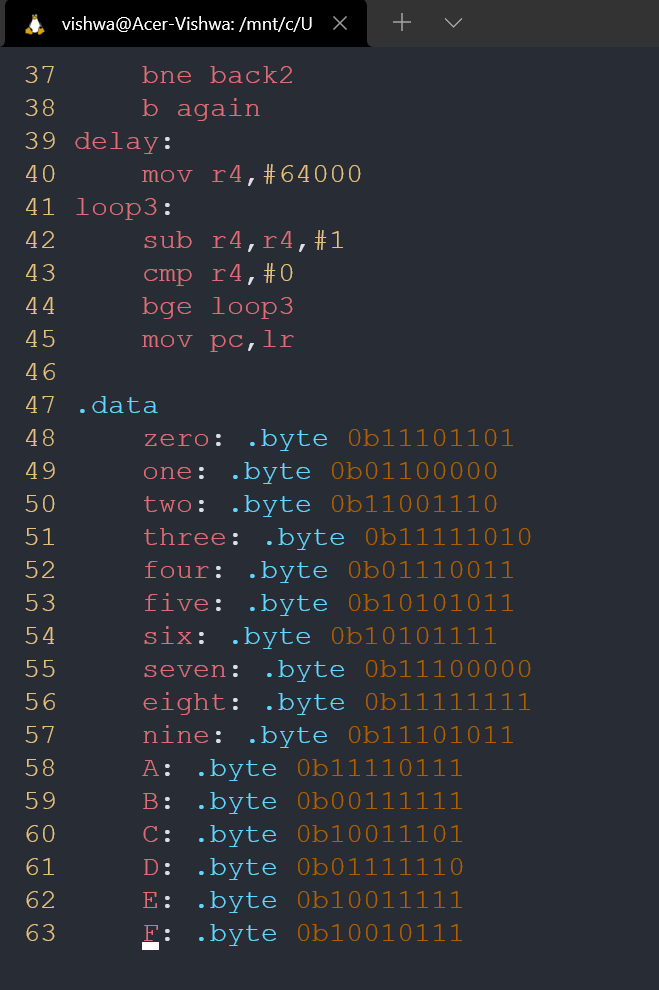 vishwa@Acer-Vishwa: /mnt/c/U
37 bne back2
38 b again
39 delay:
40 mov r4,#64000
41 loop3:
42 sub r4,r4,#1
43 cmp r4,#0
44 bge loop3
45 mov pc,lr
46
47 .data
48 zero: .byte 0b11101101
49 one: .byte 0b01100000
50 two: .byte 0b11001110
51 three: .byte 0b11111010
52 four: .byte 0b01110011
53 five: .byte 0b10101011
54 six: .byte 0b10101111
55 seven: .byte 0b11100000
56 eight: .byte 0b11111111
57 nine: .byte 0b11101011
58 A: .byte 0b11110111
59 B: .byte 0b00111111
60 C: .byte 0b10011101
61 D: .byte 0b01111110
62 E: .byte 0b10011111
63 F: .byte 0b10010111